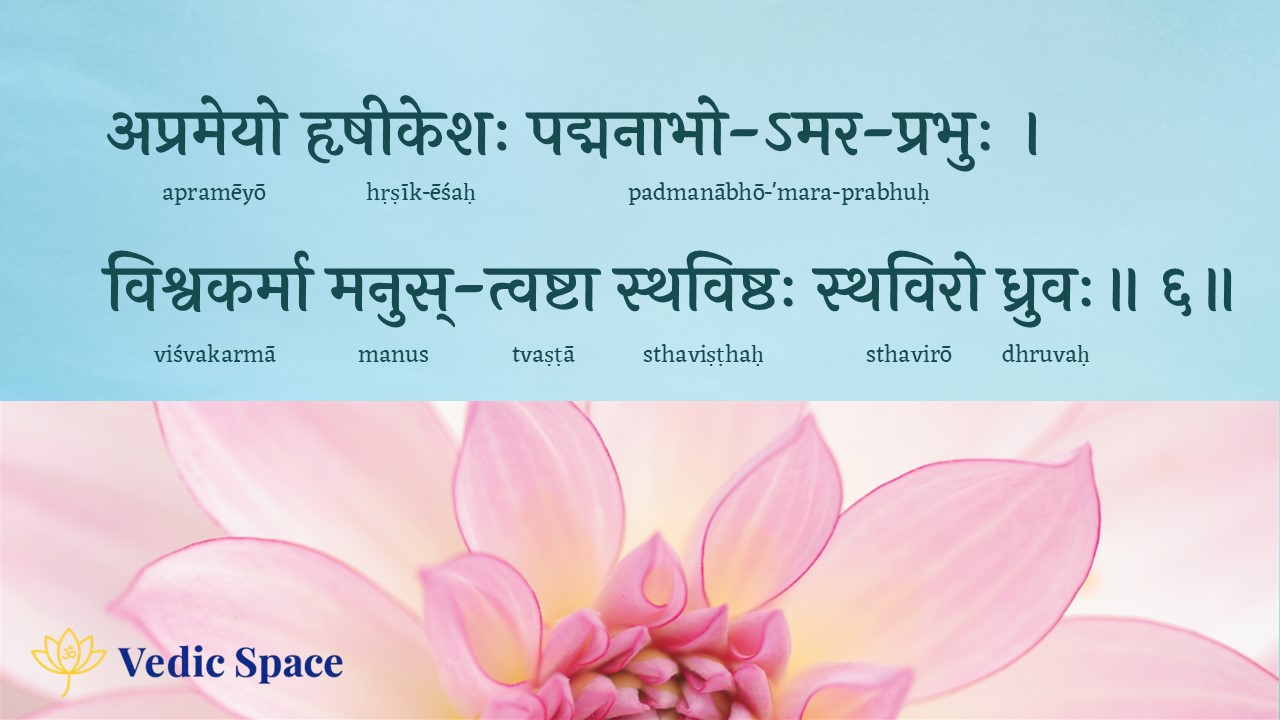 अप्रमेयो हृषीकेशः पद्मनाभो-ऽमर-प्रभुः ।
apramēyō hṛṣīk-ēśaḥ padmanābhō-'mara-prabhuḥ
विश्वकर्मा मनुस्-त्वष्टा स्थविष्ठः स्थविरो ध्रुवः॥ ६॥
viśvakarmā manus tvaṣṭā sthaviṣṭhaḥ sthavirō dhruvaḥ
ॐ
Vedic Space